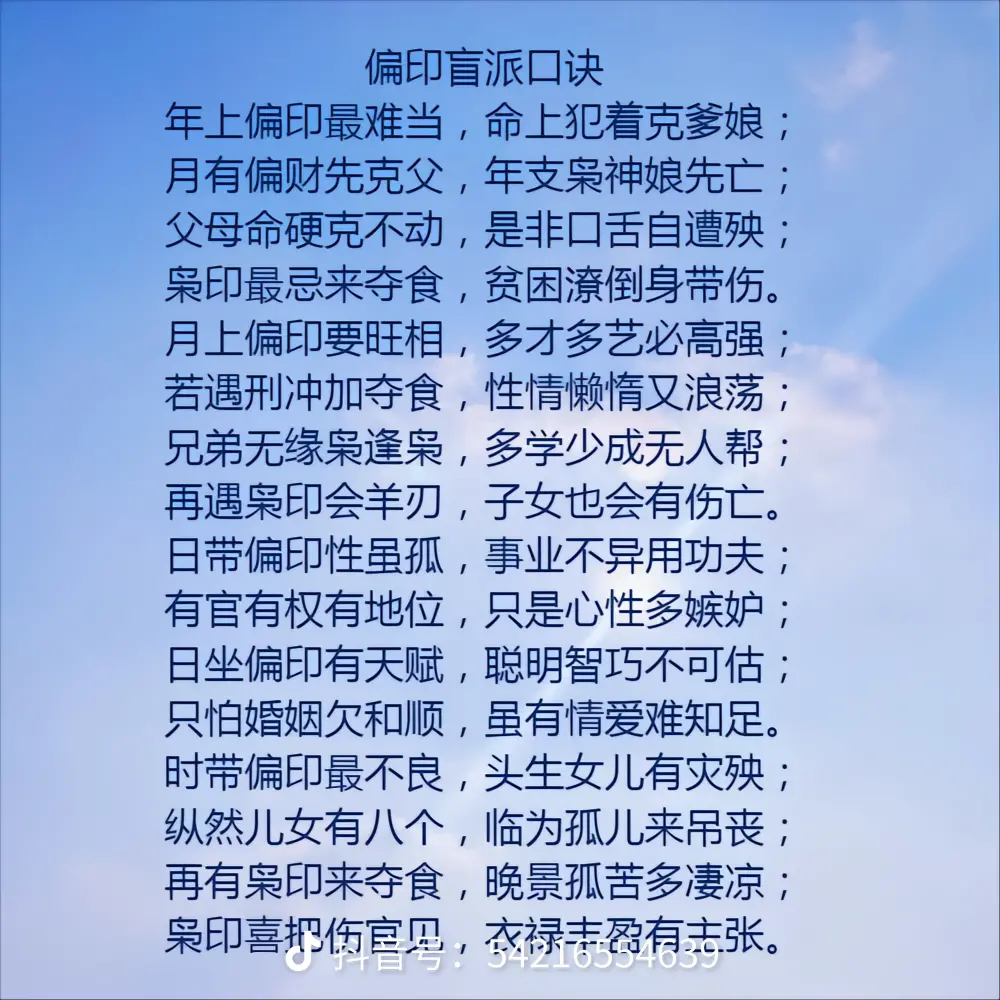 偏印盲派口诀
年上偏印最难当，命上犯着克爹娘；
月有偏财先克父，年支枭神娘先亡；
父母命硬克不动，是非口舌自遭殃；
枭印最忌来夺食，贫困潦倒身带伤。
月上偏印要旺相，多才多艺必高强；
若遇刑冲加夺食，性情懒惰又浪荡；
兄弟无缘枭逢枭，多学少成无人帮；
再遇枭印会羊刃，子女也会有伤亡。
日带偏印性虽孤，事业不异用功夫；
有官有权有地位，只是心性多嫉妒；
日坐偏印有天赋，聪明智巧不可估；
只怕婚姻欠和顺，虽有情爱难知足。
时带偏印最不良，头生女儿有灾殃；
纵然儿女有八个，临为孤儿来吊丧；
再有枭印来夺食，晚景孤苦多凄凉；
枭印喜把伤官见，衣禄丰盈有主张。
抖音号：54216554639